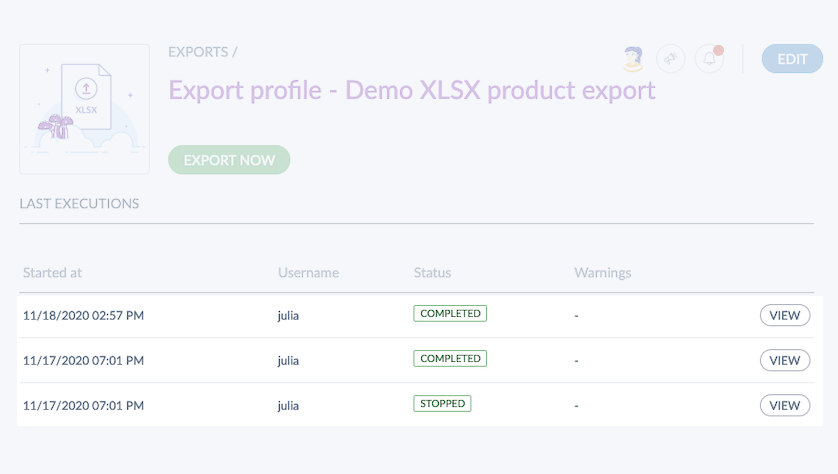 EXPORTS /
EDIT
Export profile - Demo XLSX product export
XLSX
EXPORT NOW
LAST EXECUTIONS
Started at Username Status Warnings
11/18/2020 02:57 PM julia COMPLETED - VIEW
11/17/2020 07:01 PM julia COMPLETED - VIEW
11/17/2020 07:01 PM julia STOPPED - VIEW